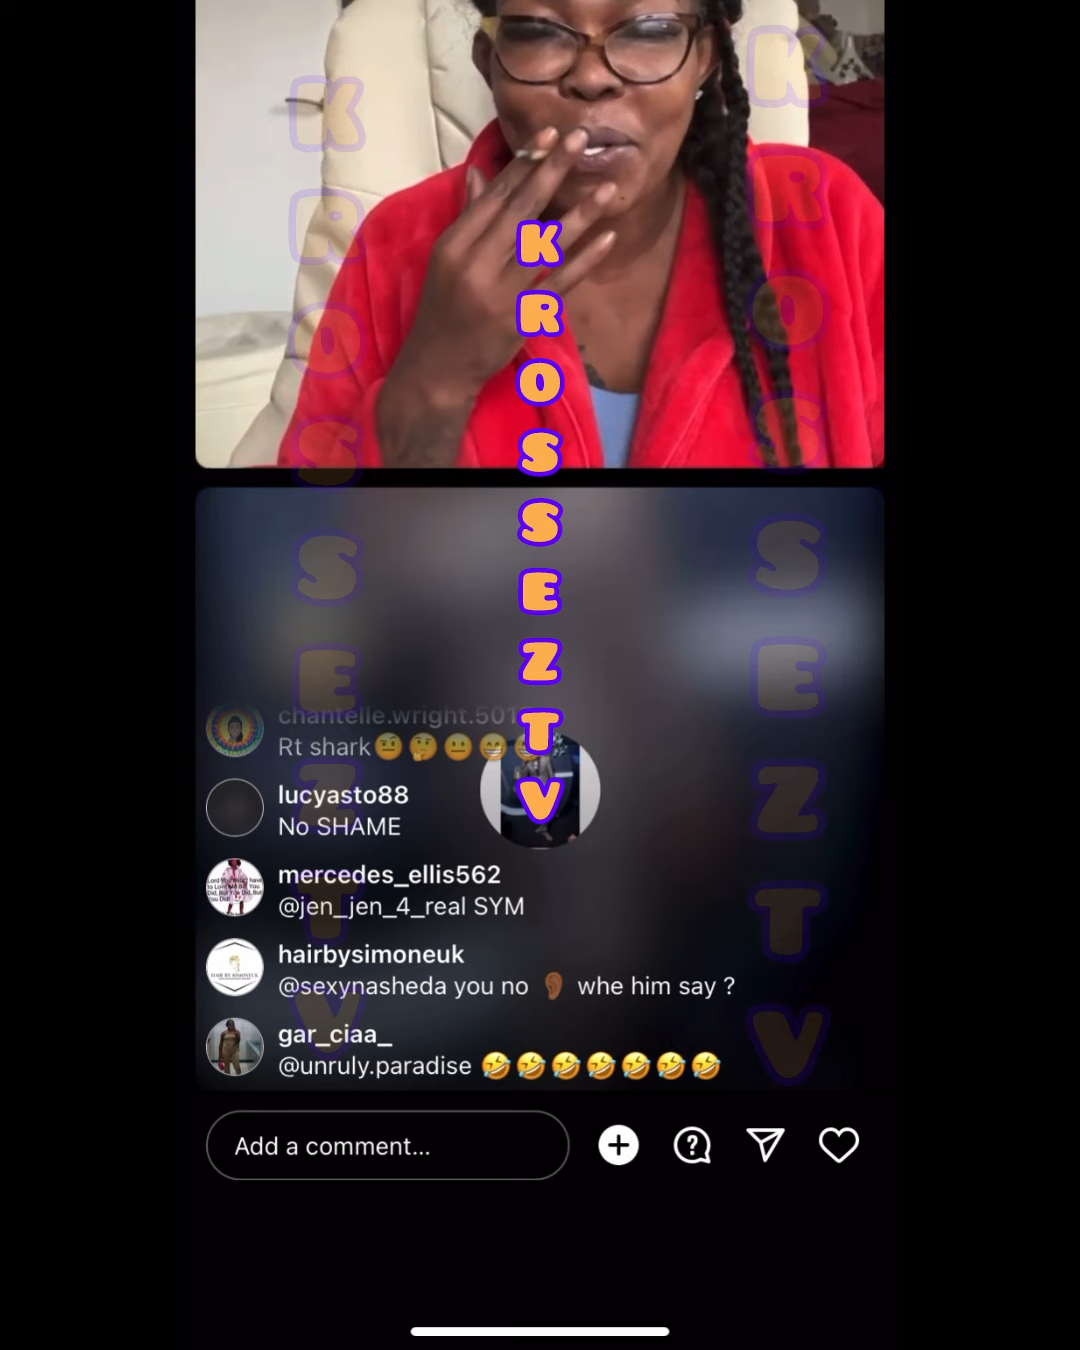 K
R
O
S
S
E
Z
T
V
K
R
O
S
S
E
Z
T
V
K
R
O
S
S
E
Z
T
V
chantelle.wright.501
Rt shark🤨🤔😐😁😁
lucyasto88
No SHAME
mercedes_ellis562
@jen_jen_4_real SYM
hairbysimoneuk
@sexynasheda you no 👂🏾 whe him say ?
gar_ciaa_
@unruly.paradise 🤣🤣🤣🤣🤣🤣🤣
Add a comment...